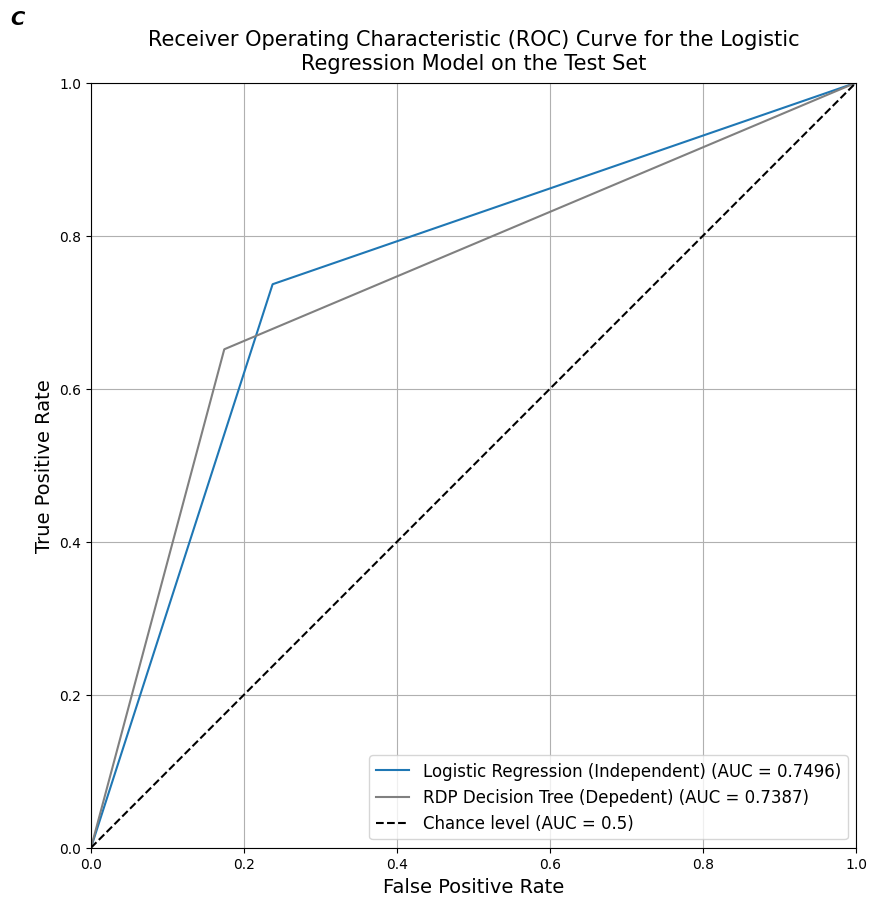 C
Receiver Operating Characteristic (ROC) Curve for the Logistic
Regression Model on the Test Set
1.0
0.8
0.6
0.4
0.2
0.0
True Positive Rate
Logistic Regression (Independent) (AUC = 0.7496)
RDP Decision Tree (Depedent) (AUC = 0.7387)
Chance level (AUC = 0.5)
0.0 0.2 0.4 0.6 0.8 1.0
False Positive Rate